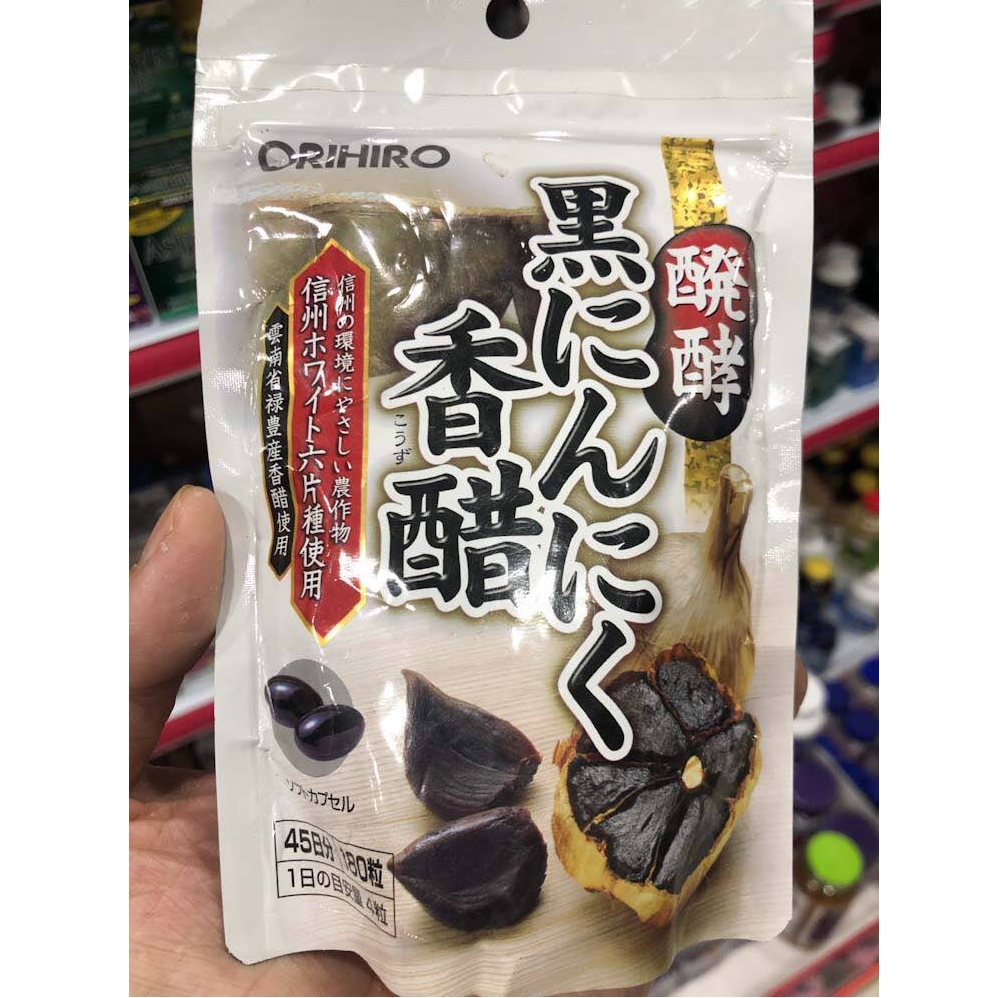 ORIHIRO
醗酵
黒にんにく
香醋
こうず
信州の環境にやさしい農作物
信州ホワイト六片種使用
雲南省禄豊産香醋使用
ソフトカプセル
45日分 180粒
1日の目安量 4粒